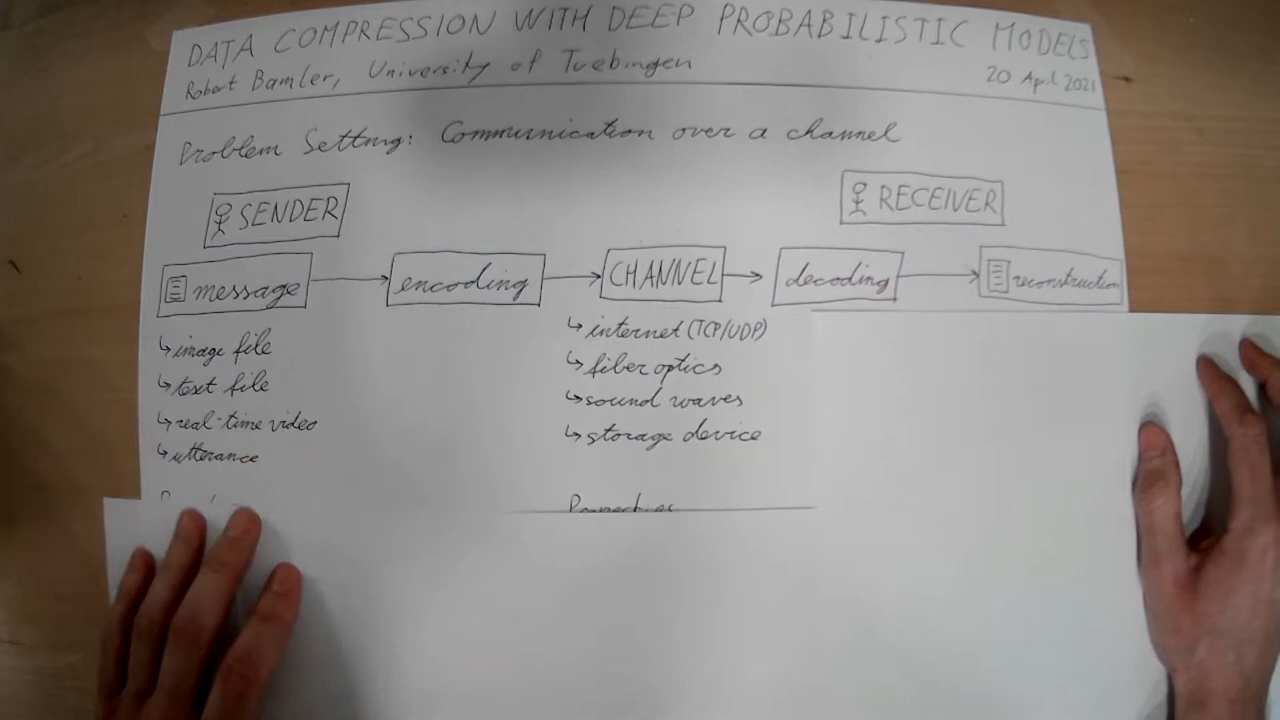 DATA COMPRESSION WITH DEEP PROBABILISTIC MODELS
Robert Bamler, University of Tuebingen
20 April 2021
Problem Setting: Communication over a channel
SENDER
RECEIVER
message
encoding
CHANNEL
decoding
reconstruction
↳image file
↳text file
↳real-time video
↳utterance
↳internet (TCP/UDP)
↳fiber optics
↳sound waves
↳storage device
Properties